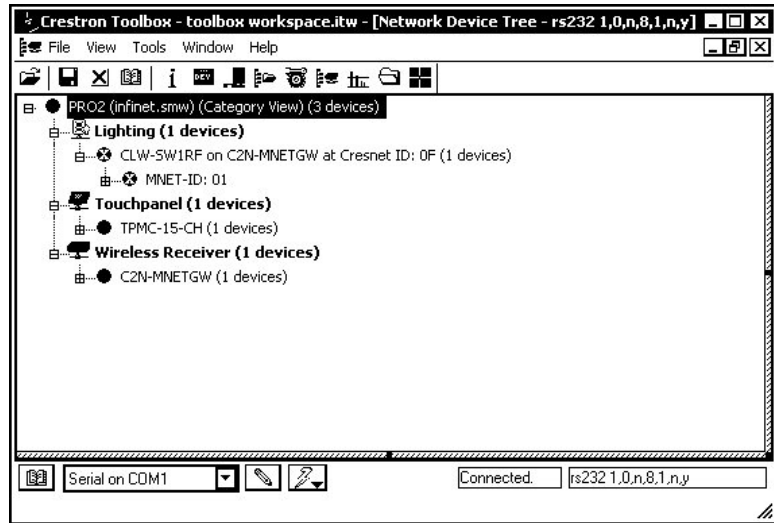 Crestron Toolbox - toolbox workspace.itw - [Network Device Tree - rs232 1,0,n,8,1,n,y]
File View Tools Window Help
i DEV
PRO2 (infinet.smw) (Category View) (3 devices)
Lighting (1 devices)
CLW-SW1RF on C2N-MNETGW at Cresnet ID: 0F (1 devices)
MNET-ID: 01
Touchpanel (1 devices)
TPMC-15-CH (1 devices)
Wireless Receiver (1 devices)
C2N-MNETGW (1 devices)
Serial on COM1 Connected. rs232 1,0,n,8,1,n,y